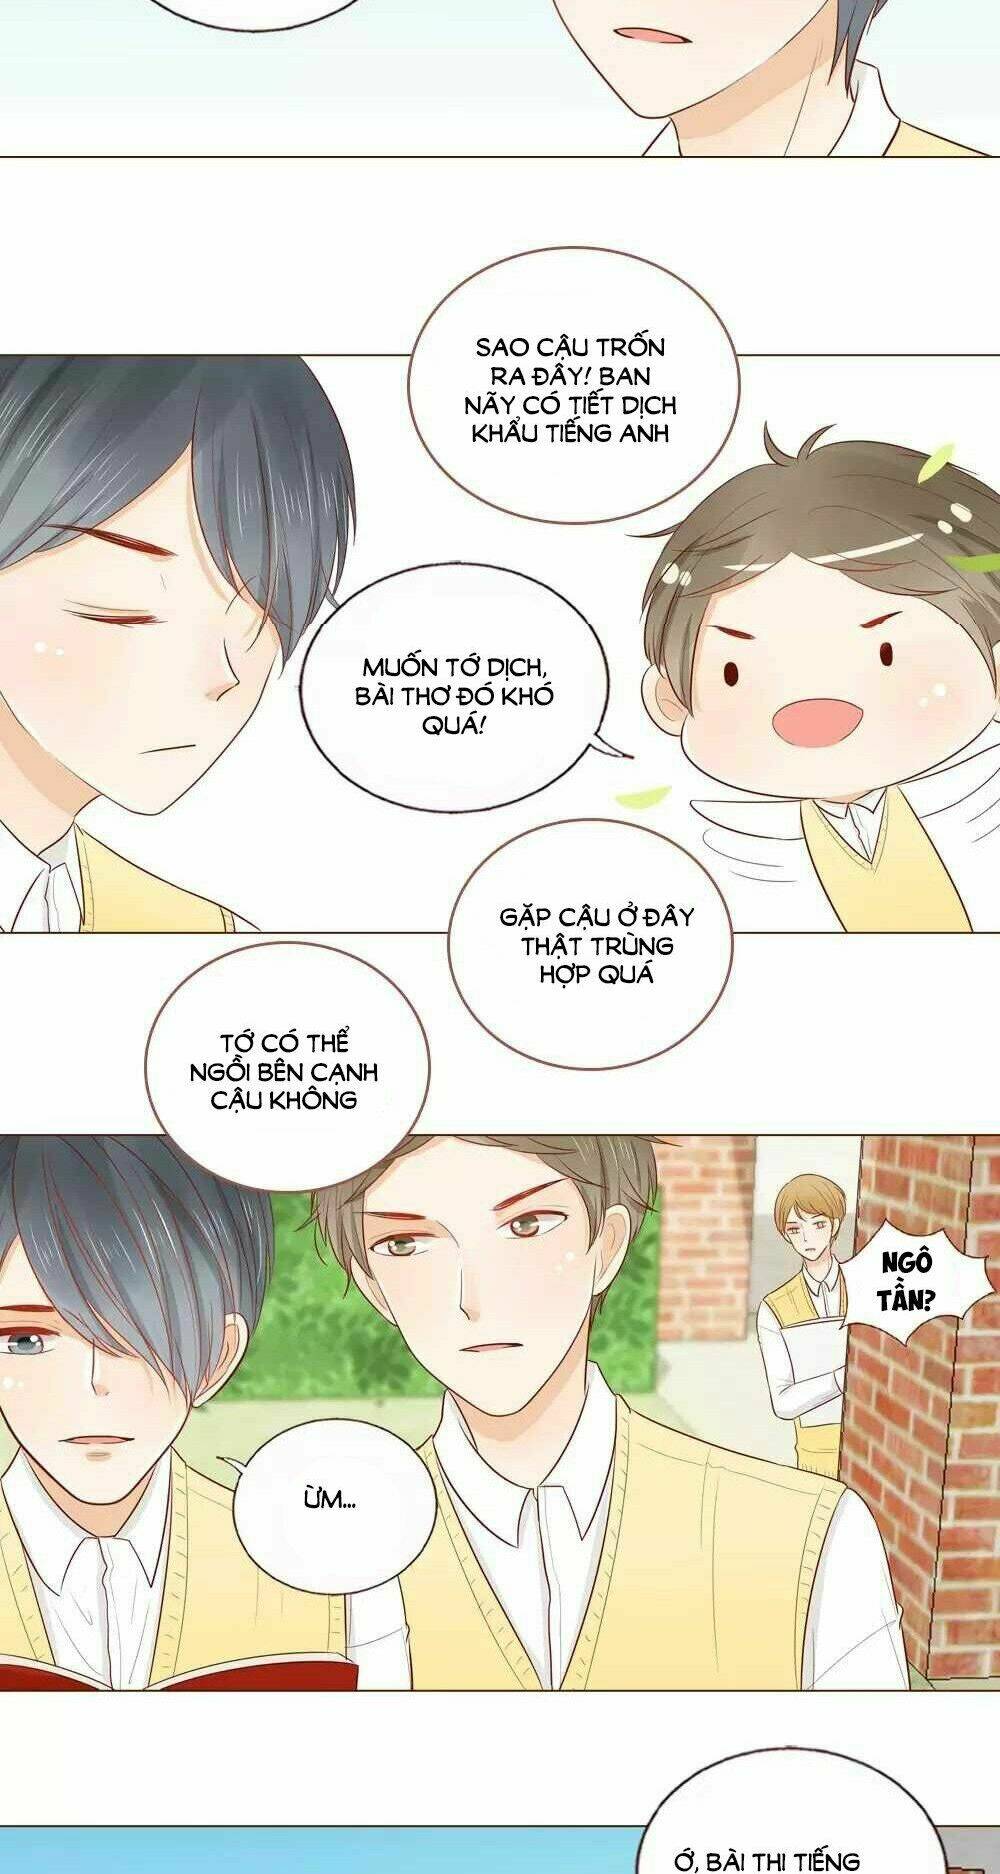 SAO CẬU TRỐN
RA ĐÂY! BAN
NÃY CÓ TIẾT DỊCH
KHẨU TIẾNG ANH
MUỐN TỚ DỊCH,
BÀI THƠ ĐÓ KHÓ
QUÁ!
GẶP CẬU Ở ĐÂY
THẬT TRÙNG
HỢP QUÁ
TỚ CÓ THỂ
NGỒI BÊN CẠNH
CẬU KHÔNG
NGÔ
TẦN?
ỪM...
Ớ, BÀI THI TIẾNG